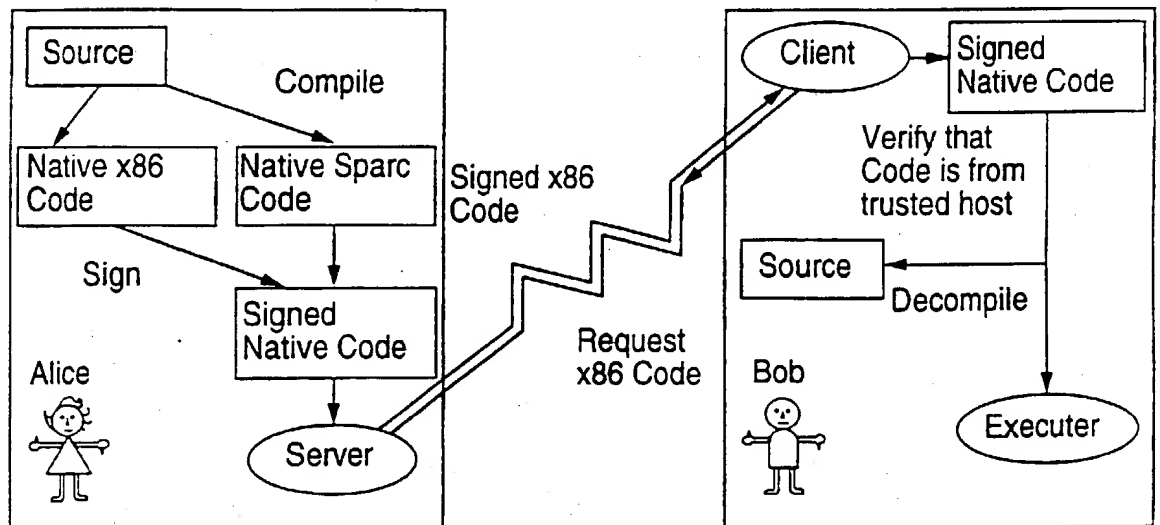 Source
Compile
Native x86
Code
Native Sparc
Code
Sign
Signed
Native Code
Alice
Server
Signed x86
Code
Request
x86 Code
Client
Signed
Native Code
Verify that
Code is from
trusted host
Source
Decompile
Bob
Executer